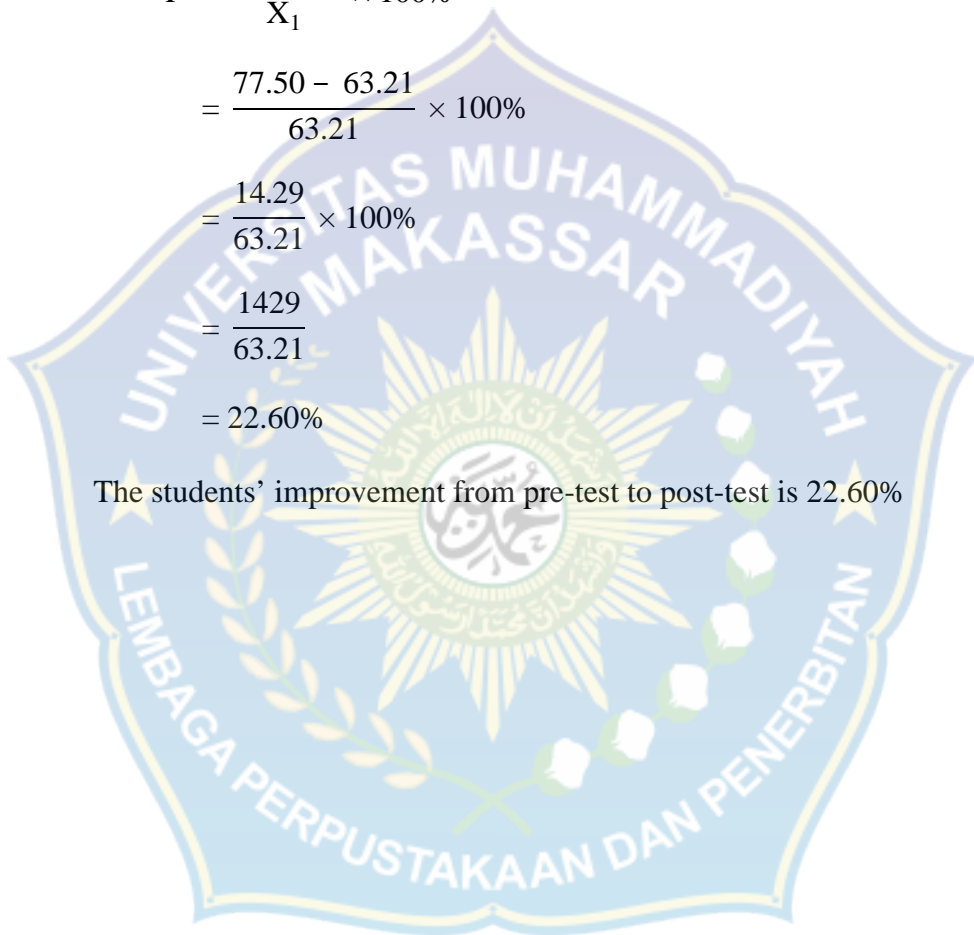 X₁
= 77.50 − 63.21 / 63.21 × 100%
= 14.29 / 63.21 × 100%
= 1429 / 63.21
= 22.60%
The students’ improvement from pre-test to post-test is 22.60%
UNIVERSITAS MUHAMMADIYAH
MAKASSAR
LEMBAGA PERPUSTAKAAN DAN PENERBITAN